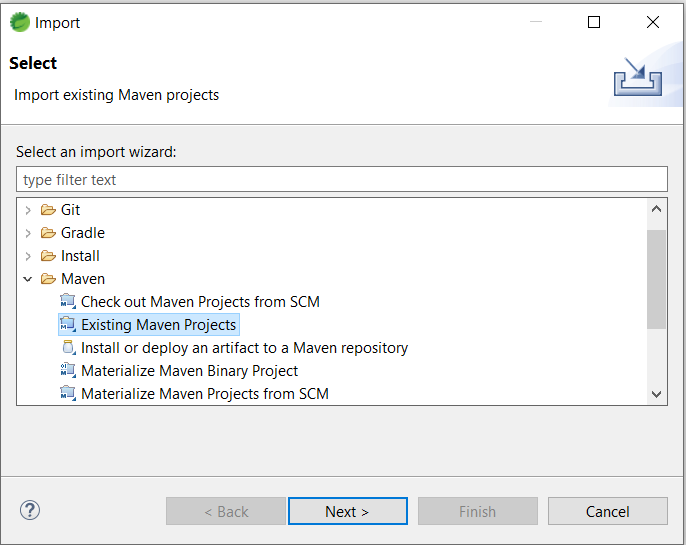 Import
Select
Import existing Maven projects
Select an import wizard:
type filter text
Git
Gradle
Install
Maven
Check out Maven Projects from SCM
Existing Maven Projects
Install or deploy an artifact to a Maven repository
Materialize Maven Binary Project
Materialize Maven Projects from SCM
? < Back Next > Finish Cancel